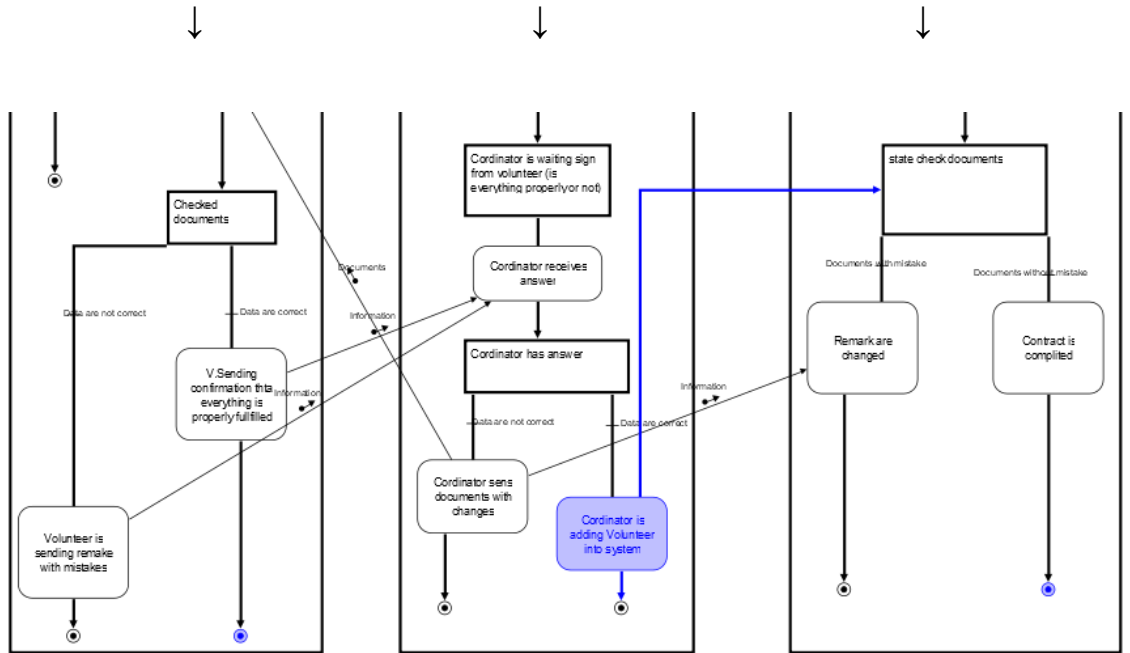 Cordinator is waiting sign
from volunteer (is
everything properly or not)
state check documents
Checked
documents
Documents
Documents with mistake
Documents without mistake
Cordinator receives
answer
Data are not correct
Data are correct
Information
Remark are
changed
Contract is
complited
V.Sending
confirmation thta
everything is
properly fullfilled
Cordinator has answer
Information
Information
Data are not correct
Data are correct
Cordinator sens
documents with
changes
Cordinator is
adding Volunteer
into system
Volunteer is
sending remake
with mistakes